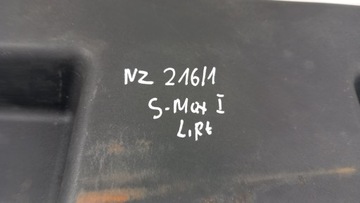 NZ 216/1
S-Max I
Lift